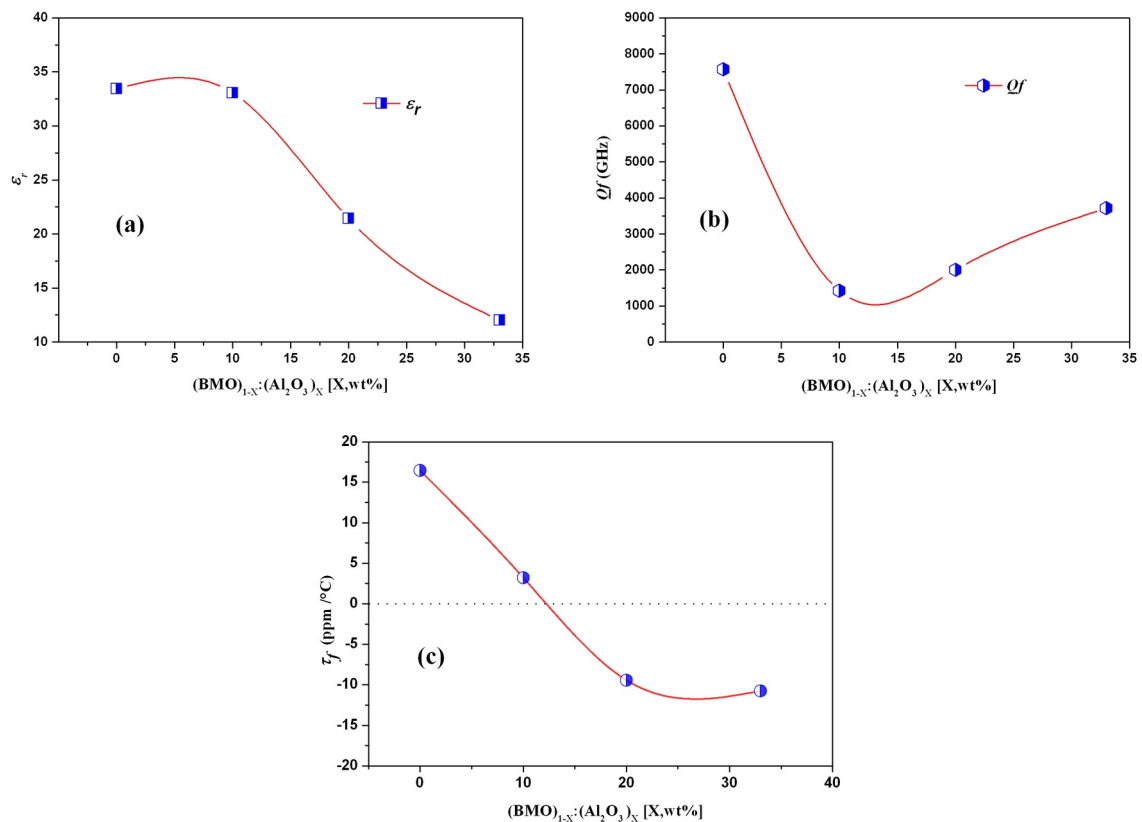 40
35
30
25
20
15
10
εᵣ
(a)
εᵣ
0 5 10 15 20 25 30 35
(BMO)₁₋ₓ:(Al₂O₃)ₓ [X,wt%]
9000
8000
7000
6000
5000
4000
3000
2000
1000
0
Qf (GHz)
(b)
Qf
0 5 10 15 20 25 30 35
(BMO)₁₋ₓ:(Al₂O₃)ₓ [X,wt%]
20
15
10
5
0
-5
-10
-15
-20
τf (ppm /°C)
(c)
0 10 20 30 40
(BMO)₁₋ₓ:(Al₂O₃)ₓ [X,wt%]